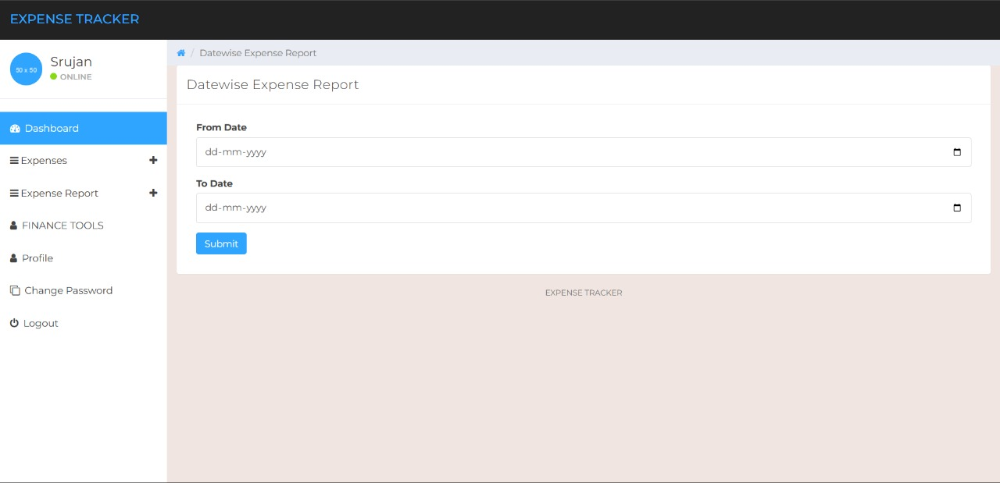 EXPENSE TRACKER
50 x 50
Srujan
ONLINE
Dashboard
Expenses
Expense Report
FINANCE TOOLS
Profile
Change Password
Logout
/ Datewise Expense Report
Datewise Expense Report
From Date
dd-mm-yyyy
To Date
dd-mm-yyyy
Submit
EXPENSE TRACKER